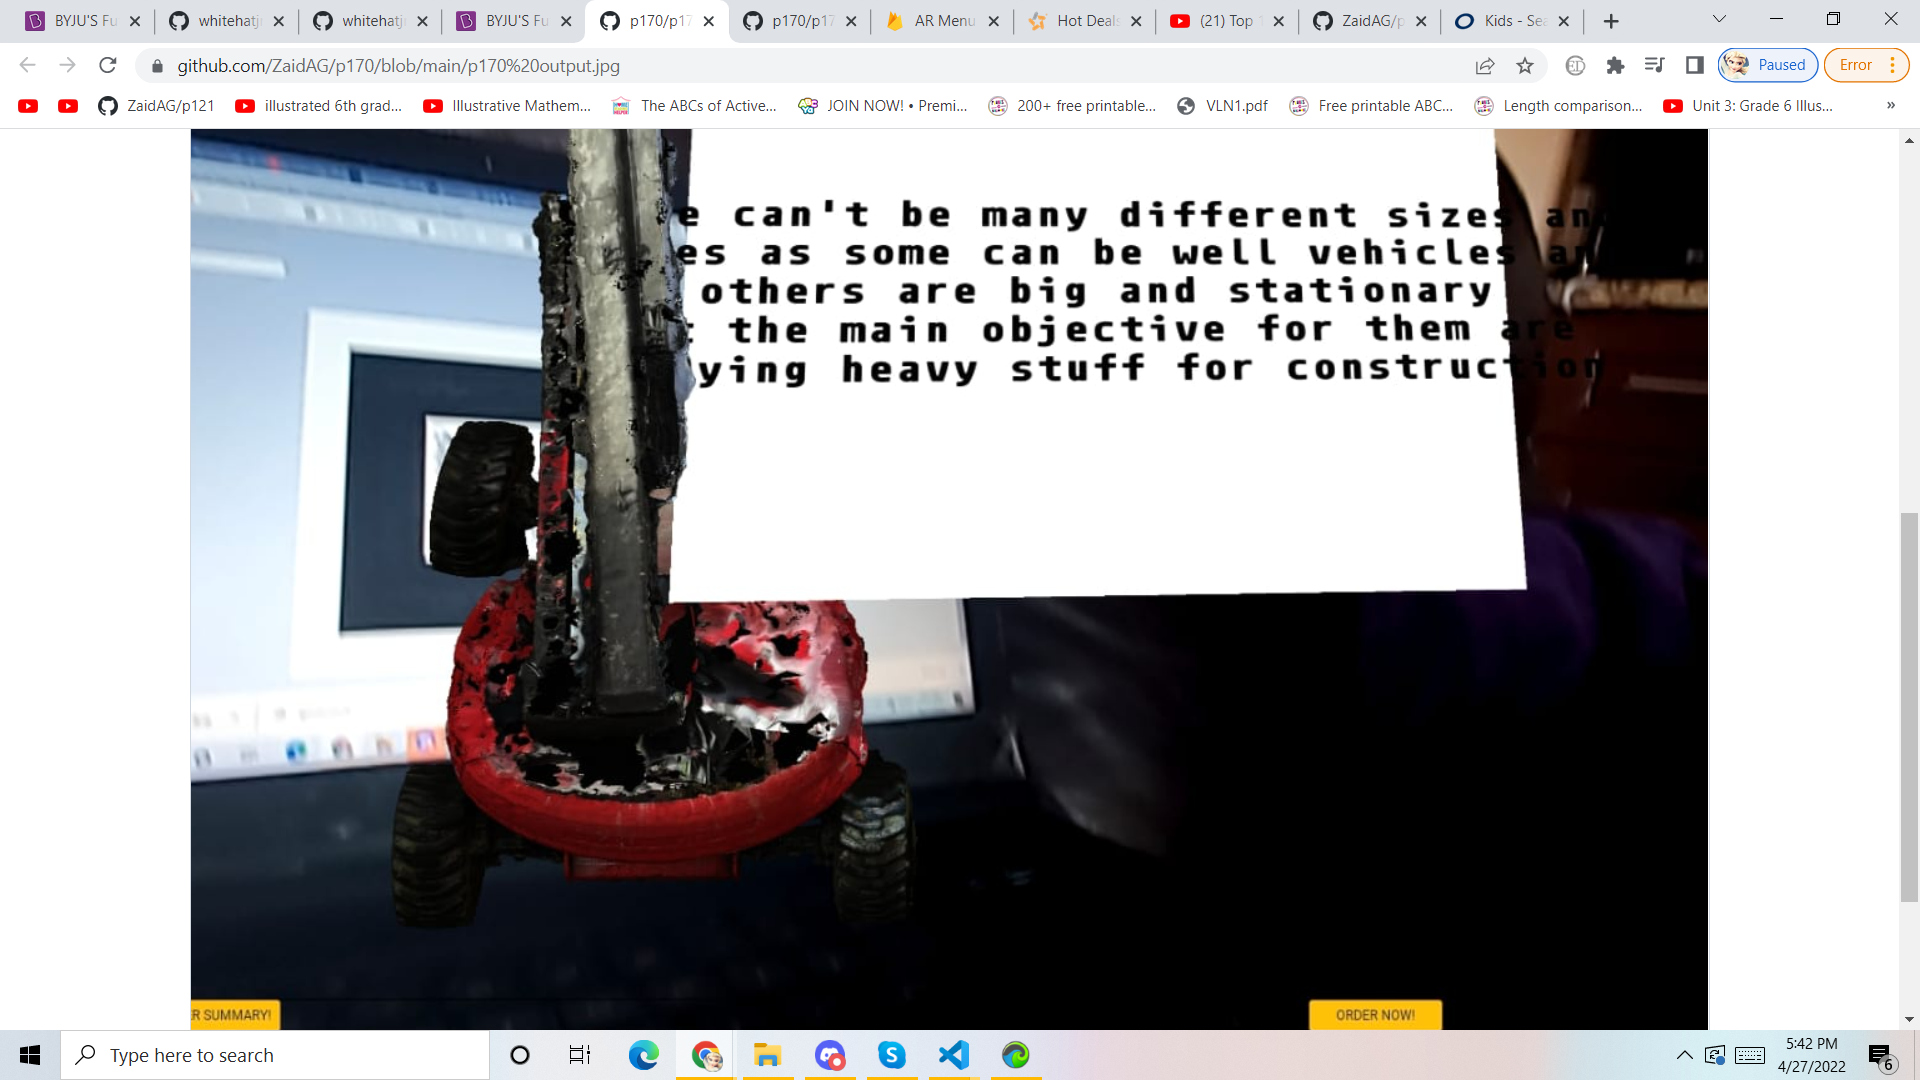 BYJU'S Fu
whitehatj
whitehatj
BYJU'S Fu
p170/p17
p170/p17
AR Menu
Hot Deals
(21) Top
ZaidAG/p
Kids - Sea
github.com/ZaidAG/p170/blob/main/p170%20output.jpg
Paused
Error
ZaidAG/p121
illustrated 6th grad...
Illustrative Mathem...
The ABCs of Active...
JOIN NOW! • Premi...
200+ free printable...
VLN1.pdf
Free printable ABC...
Length comparison...
Unit 3: Grade 6 Illus...
»
e can't be many different sizes an
es as some can be well vehicles an
others are big and stationary
the main objective for them are
ying heavy stuff for construction
R SUMMARY!
ORDER NOW!
Type here to search
5:42 PM
4/27/2022
6